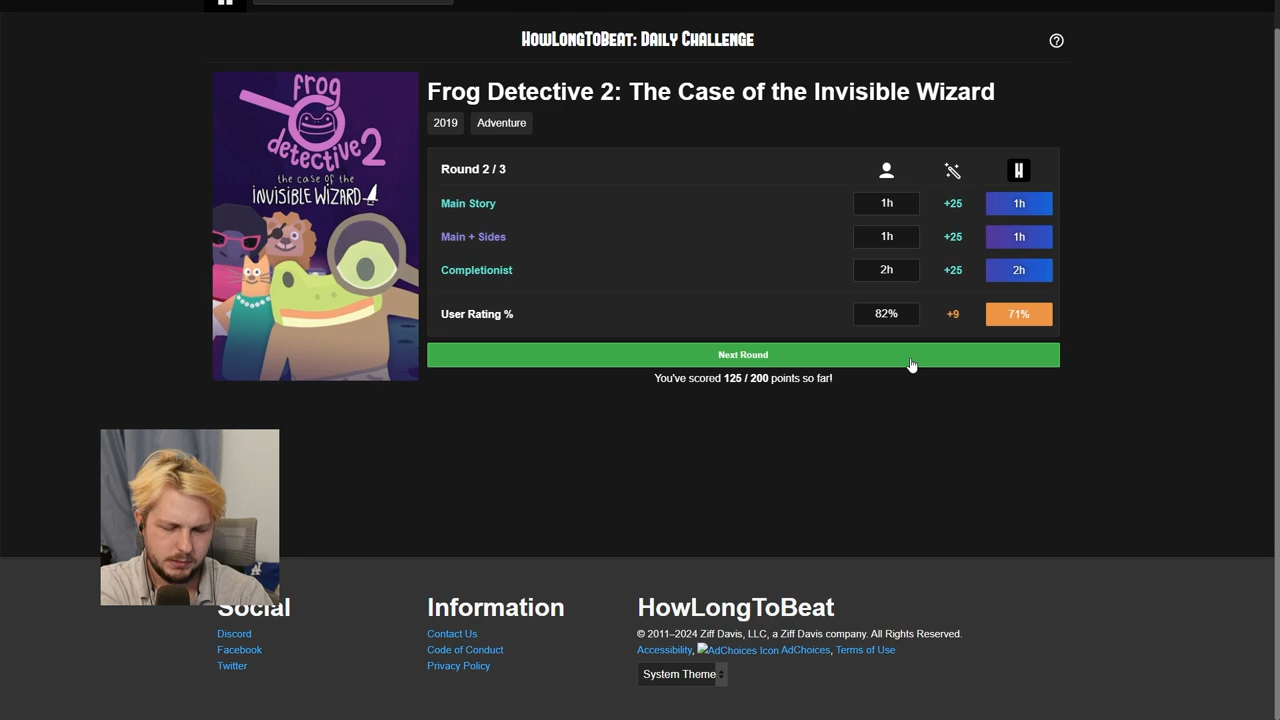 HowLongToBeat: Daily Challenge
frog
detective 2
the case of the
INVISIBLE WIZARD
Frog Detective 2: The Case of the Invisible Wizard
2019
Adventure
Round 2 / 3
Main Story
1h
+25
1h
Main + Sides
1h
+25
1h
Completionist
2h
+25
2h
User Rating %
82%
+9
71%
Next Round
You've scored 125 / 200 points so far!
Social
Discord
Facebook
Twitter
Information
Contact Us
Code of Conduct
Privacy Policy
HowLongToBeat
© 2011–2024 Ziff Davis, LLC, a Ziff Davis company. All Rights Reserved.
Accessibility, AdChoices Icon AdChoices, Terms of Use
System Theme